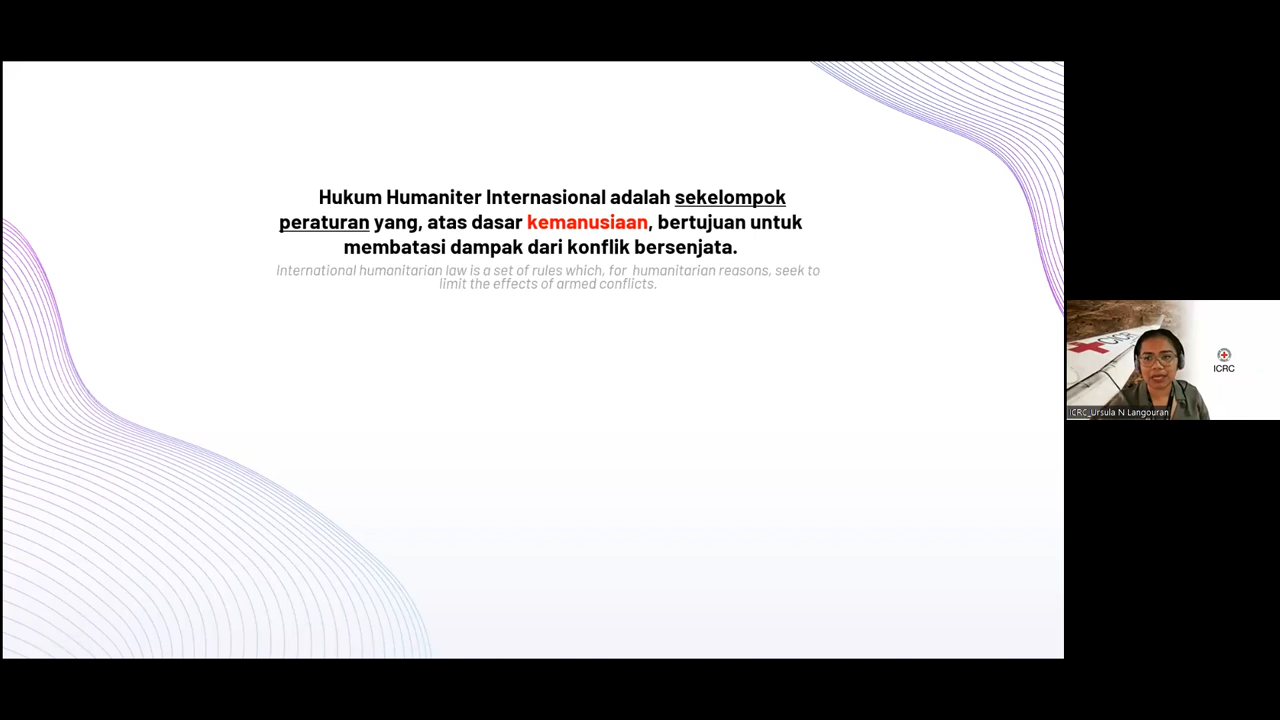 Hukum Humaniter Internasional adalah sekelompok
peraturan yang, atas dasar kemanusiaan, bertujuan untuk
membatasi dampak dari konflik bersenjata.
International humanitarian law is a set of rules which, for humanitarian reasons, seek to
limit the effects of armed conflicts.
CICR
ICRC
ICRC_Ursula N Langouran